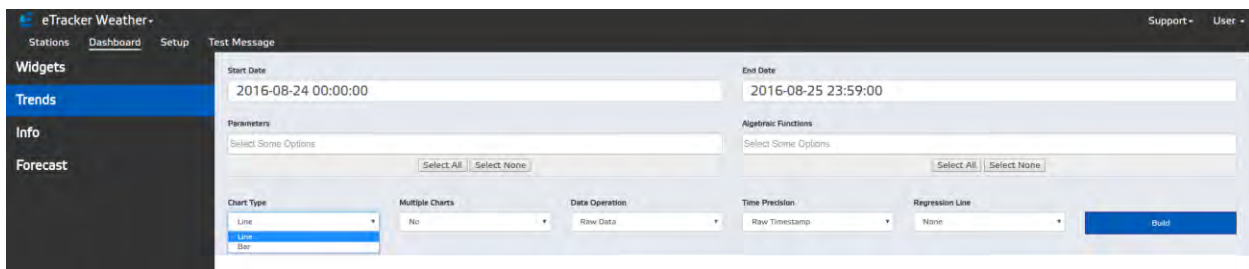 eTracker Weather
Support
User
Stations Dashboard Setup Test Message
Widgets
Trends
Info
Forecast
Start Date
2016-08-24 00:00:00
End Date
2016-08-25 23:59:00
Parameters
Select Some Options
Select All Select None
Algebraic Functions
Select Some Options
Select All Select None
Chart Type
Line
Line
Bar
Multiple Charts
No
Data Operation
Raw Data
Time Precision
Raw Timestamp
Regression Line
None
Build